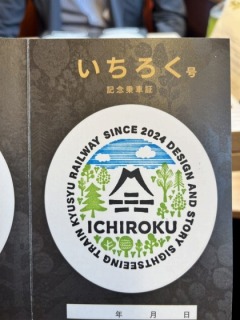 いちろく号
記念乗車証
KYUSYU RAILWAY SINCE 2024 DESIGN AND STORY SIGHTSEEING TRAIN
ICHIROKU
年 月 日